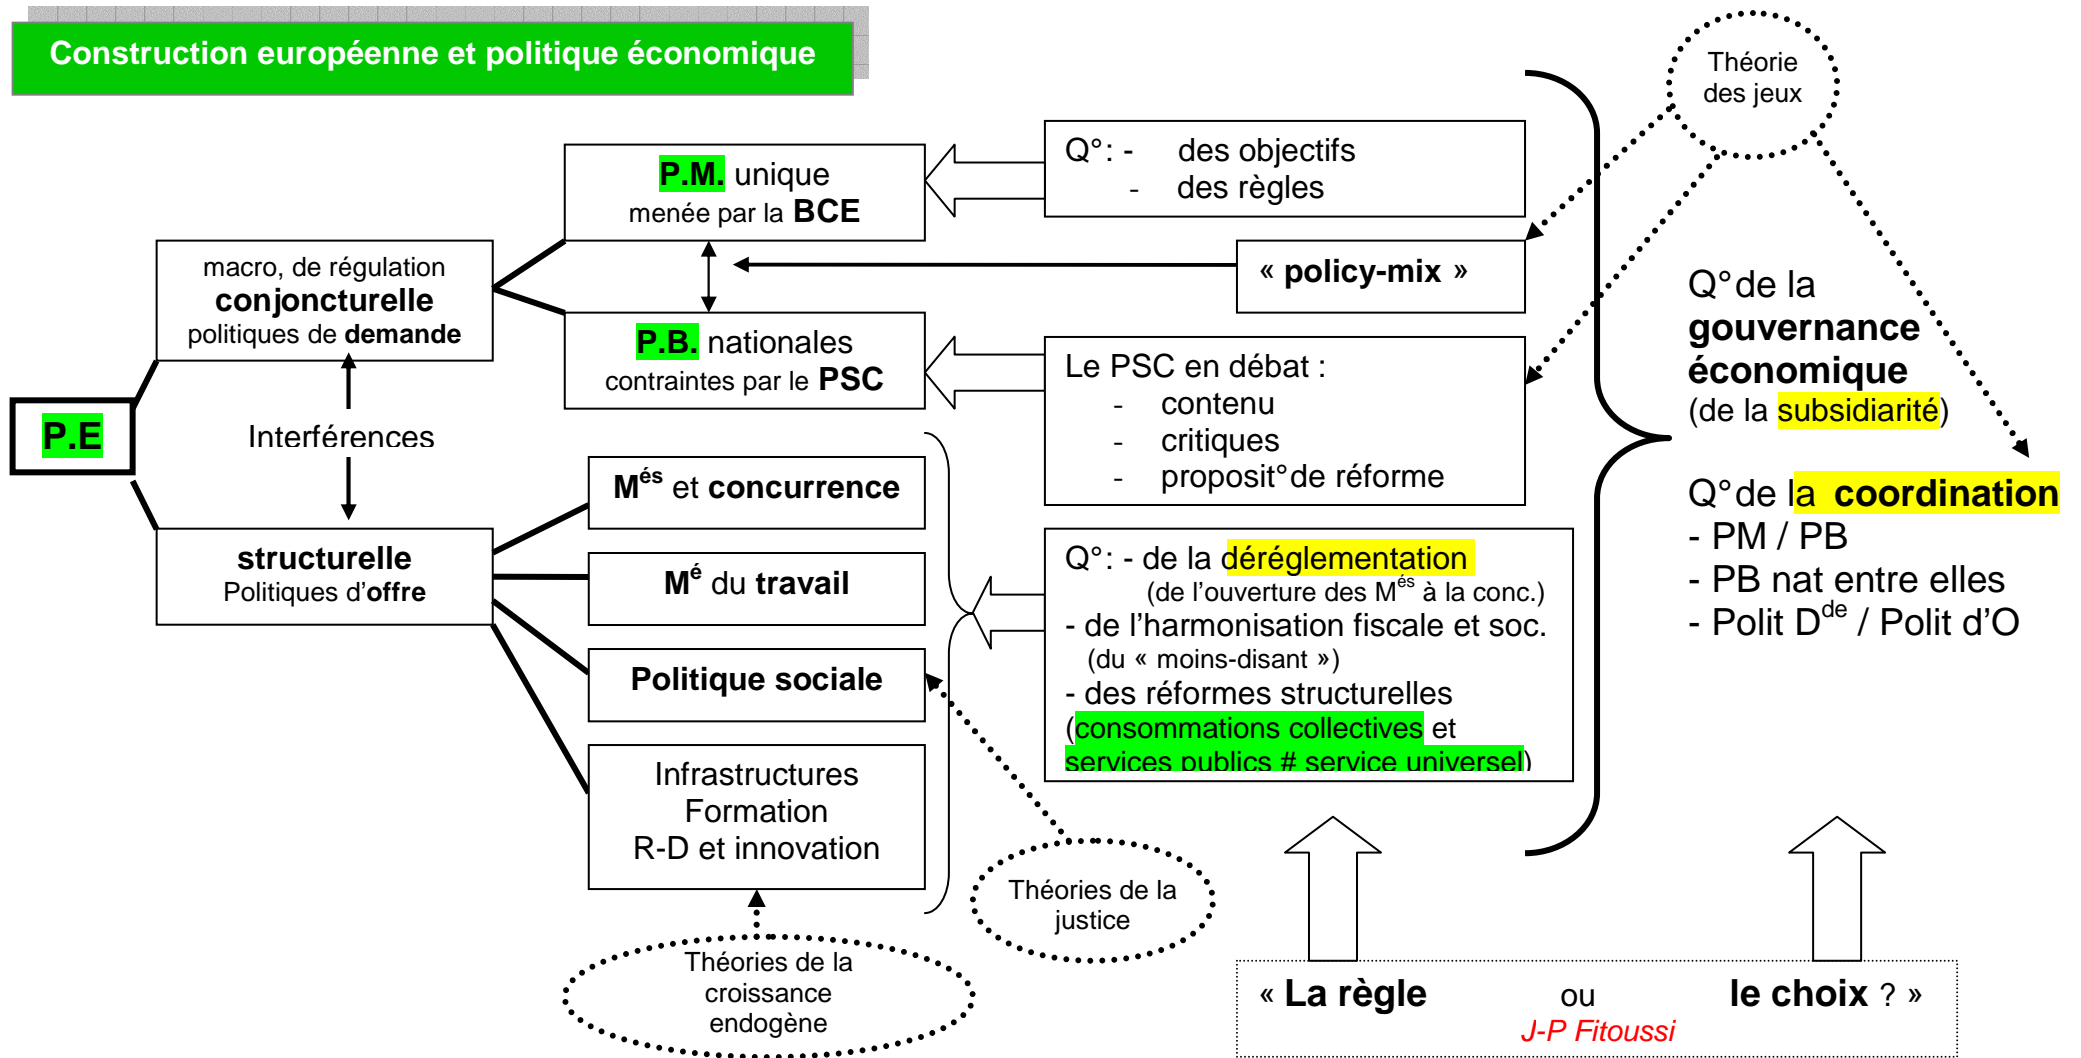 Construction européenne et politique économique
Théorie
des jeux
P.M. unique
menée par la BCE
Q°: - des objectifs
- des règles
macro, de régulation
conjoncturelle
politiques de demande
« policy-mix »
P.B. nationales
contraintes par le PSC
Le PSC en débat :
- contenu
- critiques
- proposit° de réforme
Q° de la
gouvernance
économique
(de la subsidiarité)
P.E
Interférences
Q° de la coordination
- PM / PB
- PB nat entre elles
- Polit Dde / Polit d'O
structurelle
Politiques d'offre
Més et concurrence
Mé du travail
Politique sociale
Infrastructures
Formation
R-D et innovation
Q°: - de la déréglementation
(de l'ouverture des Més à la conc.)
- de l'harmonisation fiscale et soc.
(du « moins-disant »)
- des réformes structurelles
(consommations collectives et
services publics # service universel)
Théories de la
justice
Théories de la
croissance
endogène
« La règle ou le choix ? »
J-P Fitoussi